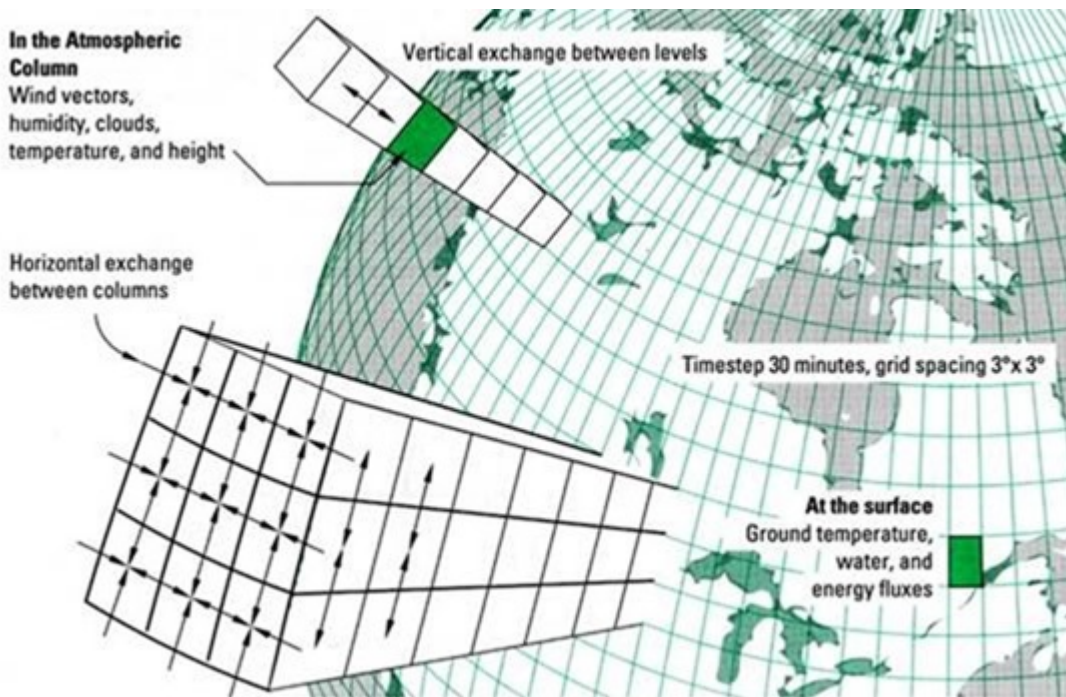 In the Atmospheric
Column
Wind vectors,
humidity, clouds,
temperature, and height
Vertical exchange between levels
Horizontal exchange
between columns
Timestep 30 minutes, grid spacing 3°x 3°
At the surface
Ground temperature,
water, and
energy fluxes